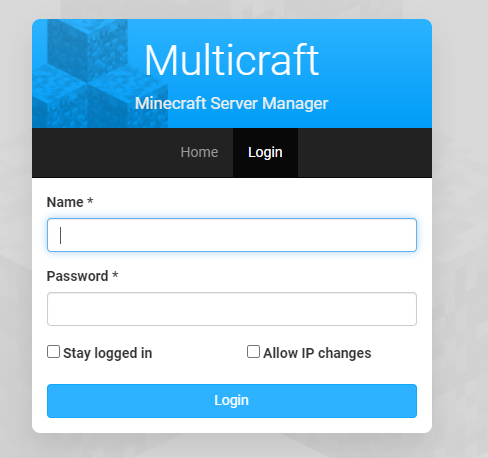 Multicraft
Minecraft Server Manager
Home Login
Name *
Password *
Stay logged in Allow IP changes
Login